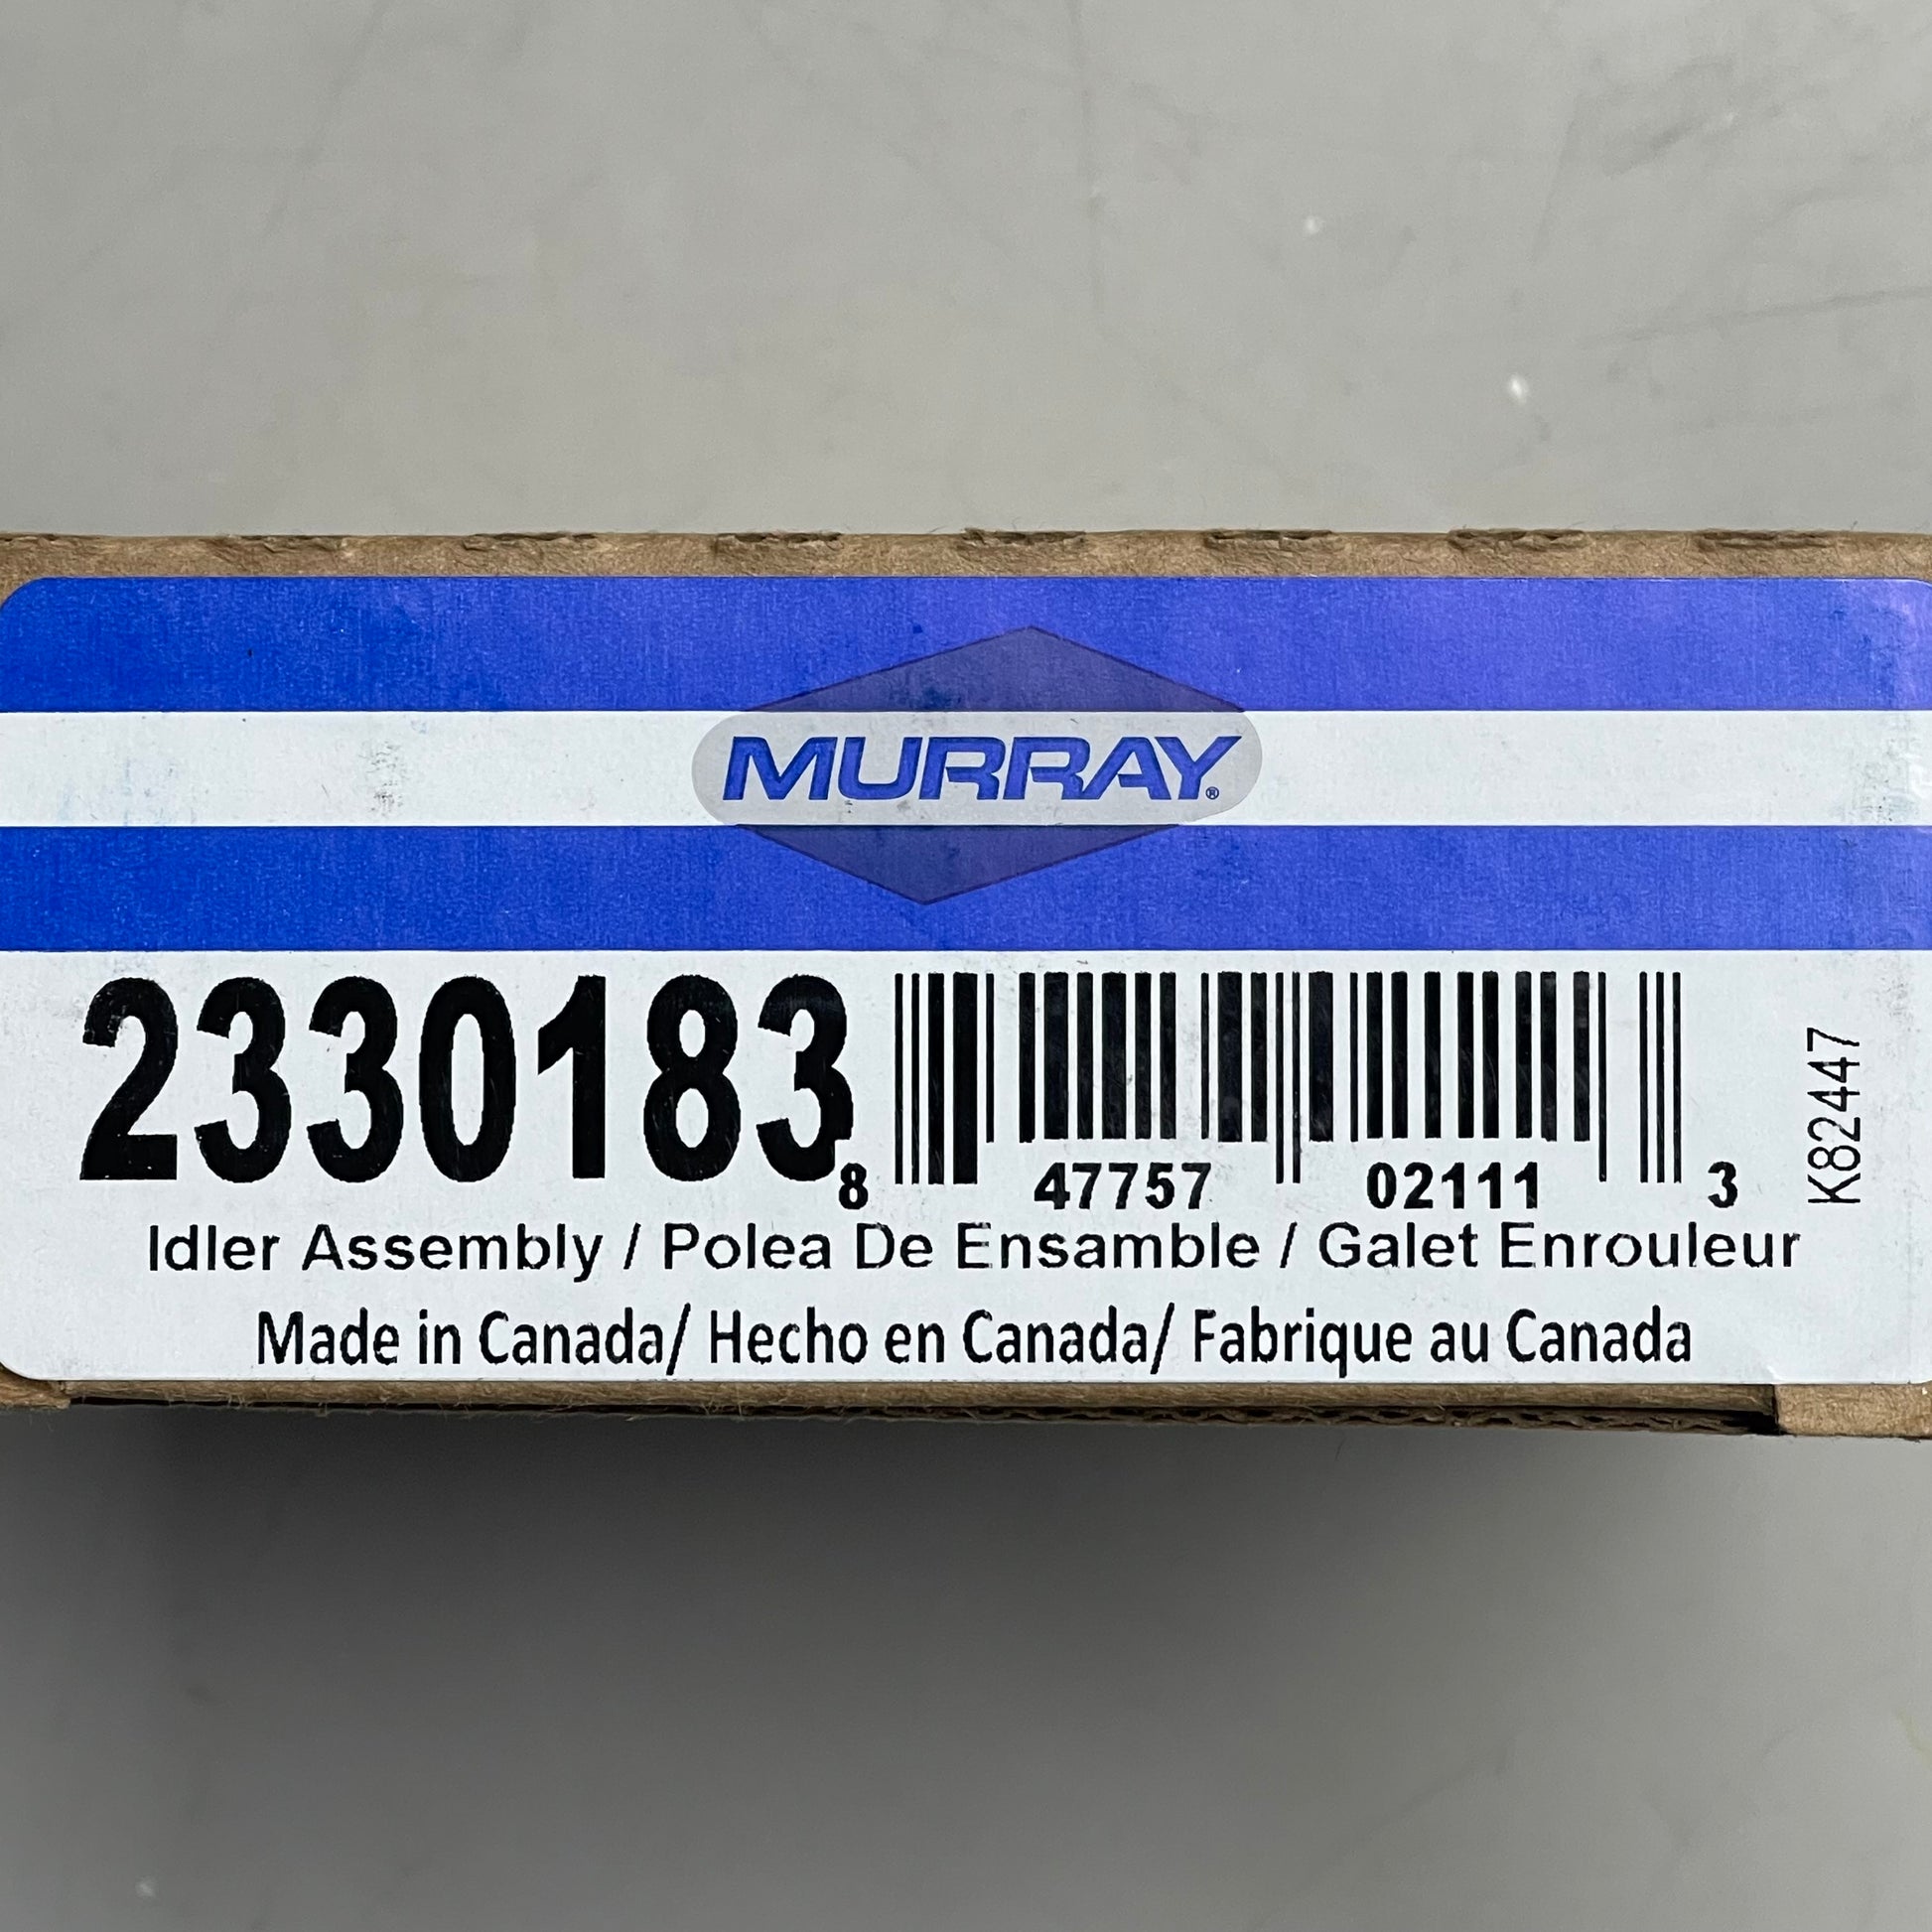 MURRAY®
2330183
8 47757 02111 3
K82447
Idler Assembly / Polea De Ensamble / Galet Enrouleur
Made in Canada/ Hecho en Canada/ Fabrique au Canada